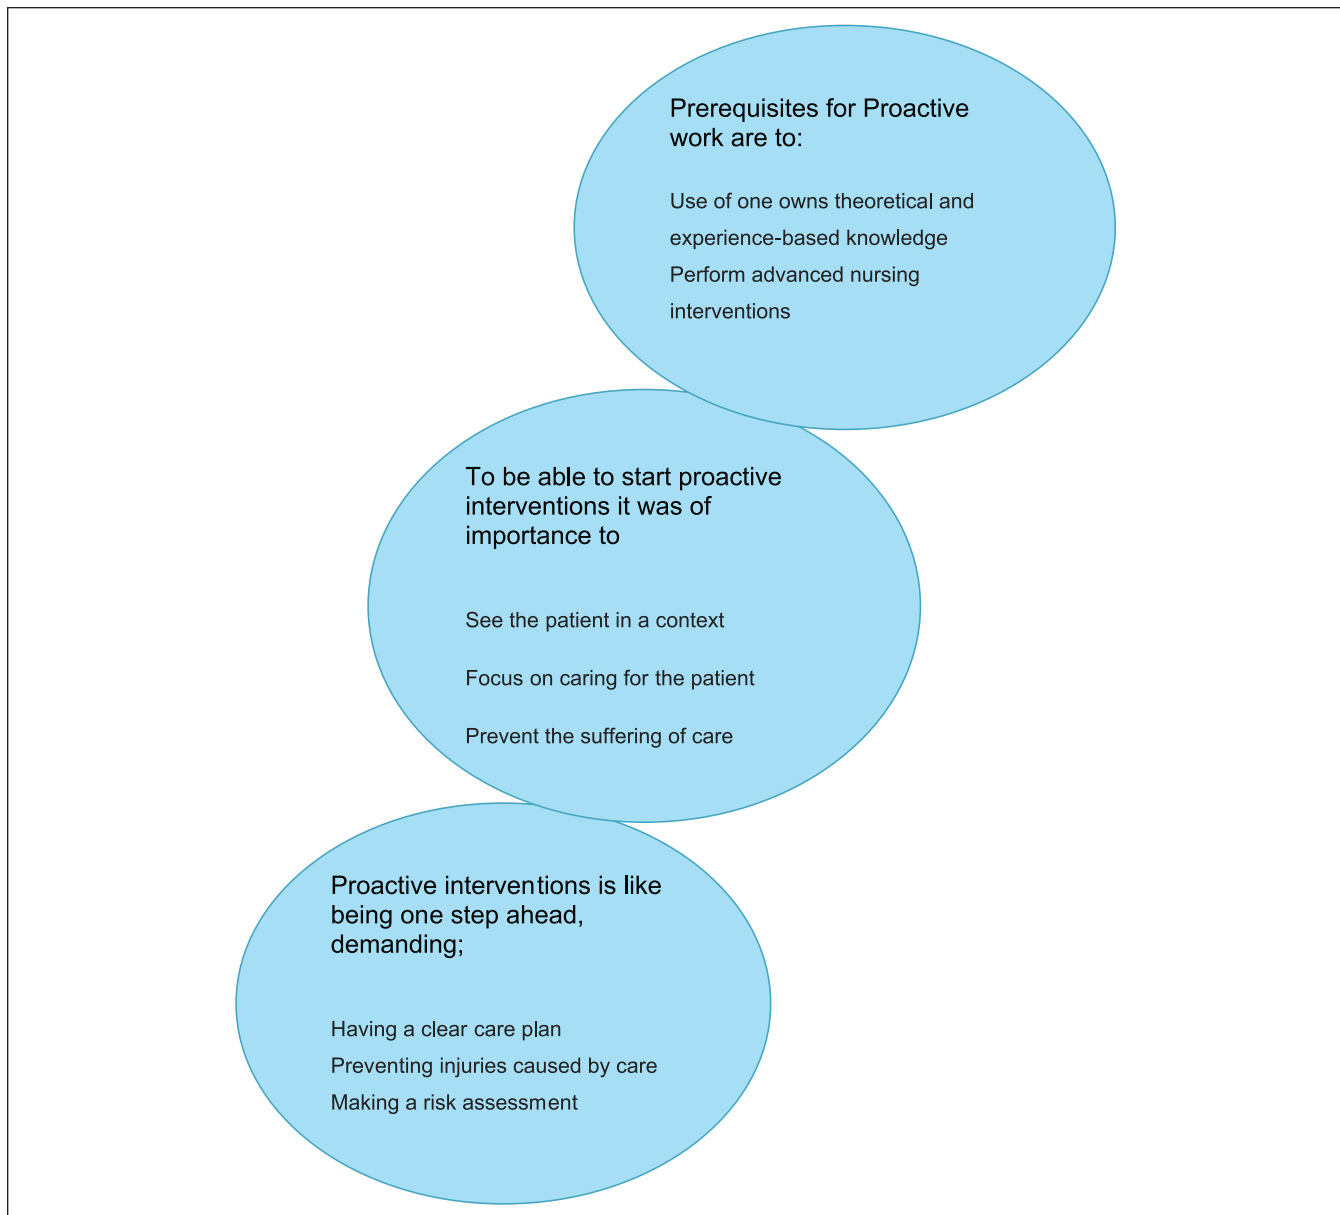 Prerequisites for Proactive
work are to:
Use of one owns theoretical and
experience-based knowledge
Perform advanced nursing
interventions
To be able to start proactive
interventions it was of
importance to
See the patient in a context
Focus on caring for the patient
Prevent the suffering of care
Proactive interventions is like
being one step ahead,
demanding;
Having a clear care plan
Preventing injuries caused by care
Making a risk assessment